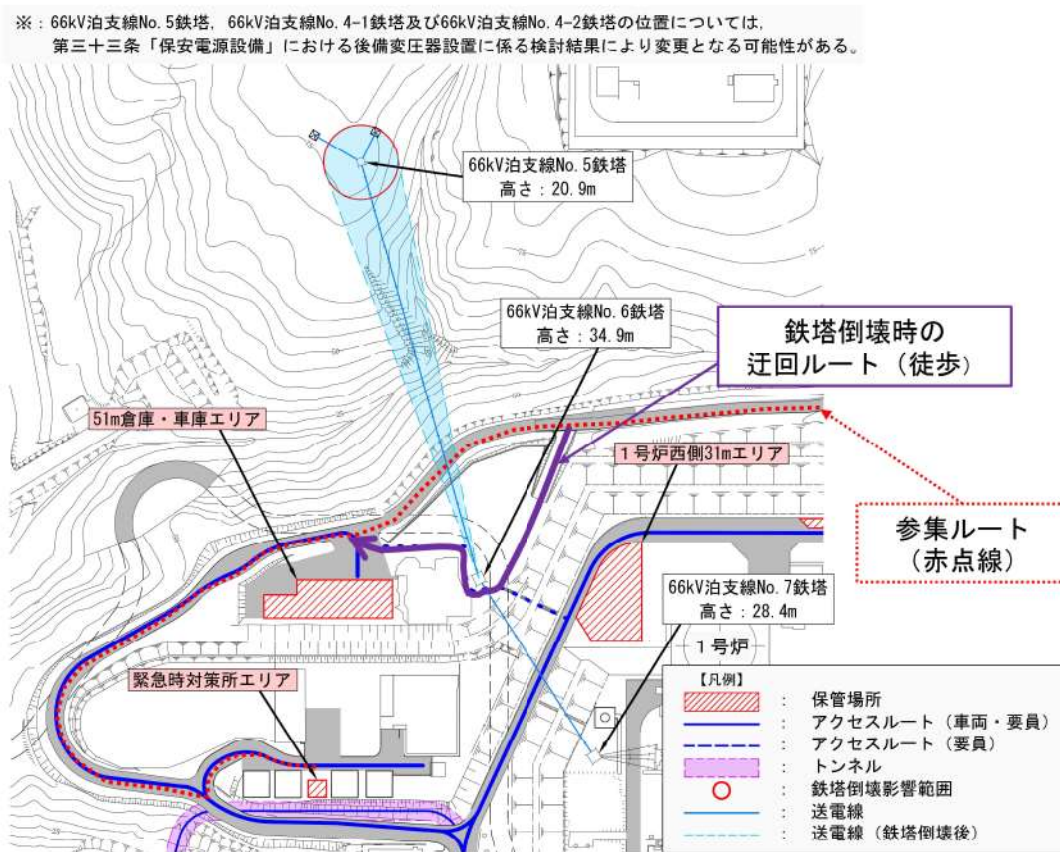 ※：66kV泊支線No.5鉄塔，66kV泊支線No.4-1鉄塔及び66kV泊支線No.4-2鉄塔の位置については，
第三十三条「保安電源設備」における後備変圧器設置に係る検討結果により変更となる可能性がある。
66kV泊支線No.5鉄塔
高さ：20.9m
66kV泊支線No.6鉄塔
高さ：34.9m
鉄塔倒壊時の
迂回ルート（徒歩）
51m倉庫・車庫エリア
1号炉西側31mエリア
参集ルート
（赤点線）
66kV泊支線No.7鉄塔
高さ：28.4m
1号炉
緊急時対策所エリア
【凡例】
：保管場所
：アクセスルート（車両・要員）
：アクセスルート（要員）
：トンネル
：鉄塔倒壊影響範囲
：送電線
：送電線（鉄塔倒壊後）